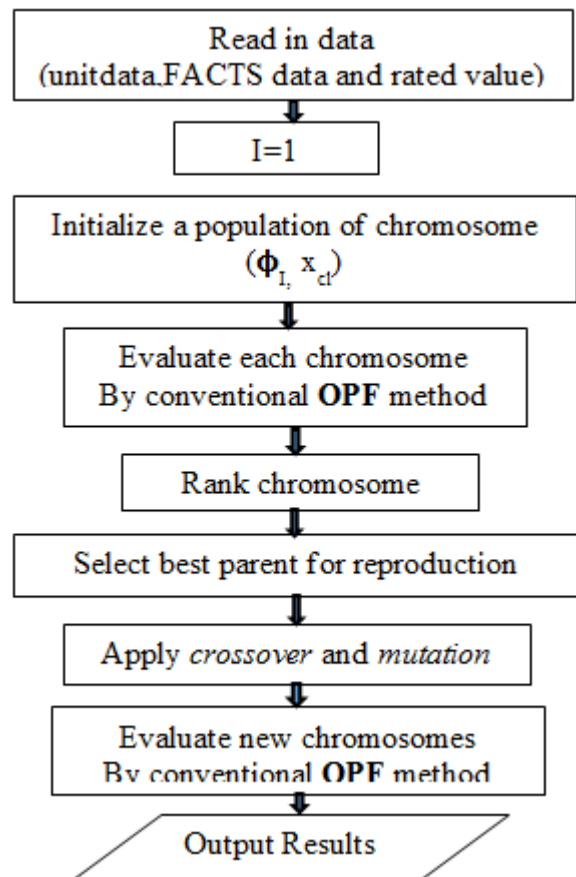 Read in data
(unitdata,FACTS data and rated value)
I=1
Initialize a population of chromosome
(ϕI, xcl)
Evaluate each chromosome
By conventional OPF method
Rank chromosome
Select best parent for reproduction
Apply crossover and mutation
Evaluate new chromosomes
By conventional OPF method
Output Results